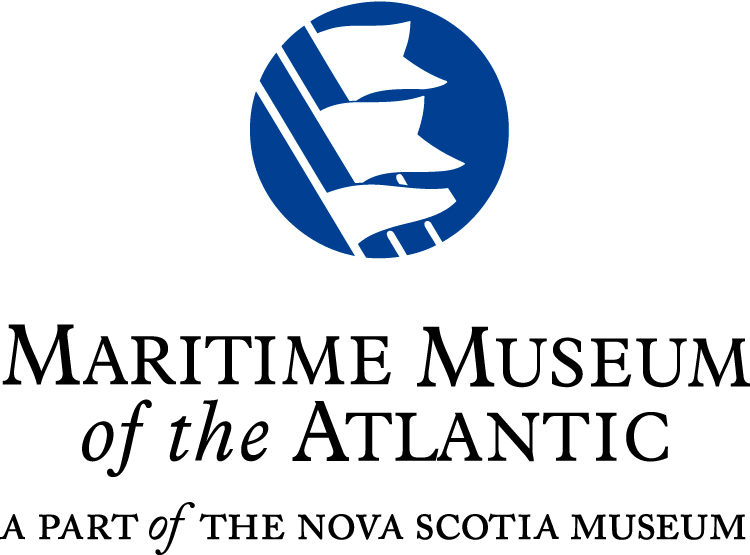 MARITIME MUSEUM
of the ATLANTIC
A PART of THE NOVA SCOTIA MUSEUM